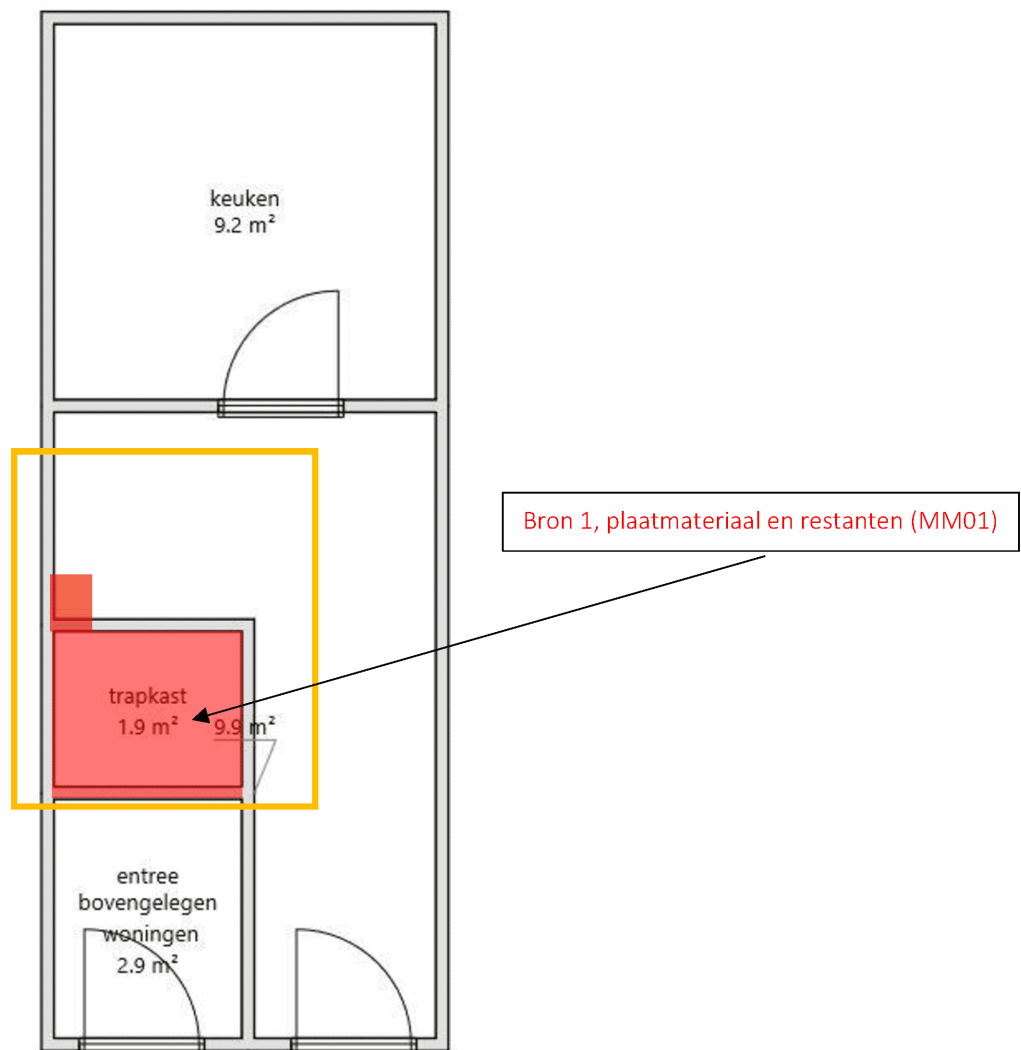 keuken
9.2 m²
Bron 1, plaatmateriaal en restanten (MM01)
trapkast
1.9 m²
9.9 m²
entree
bovengelegen
woningen
2.9 m²